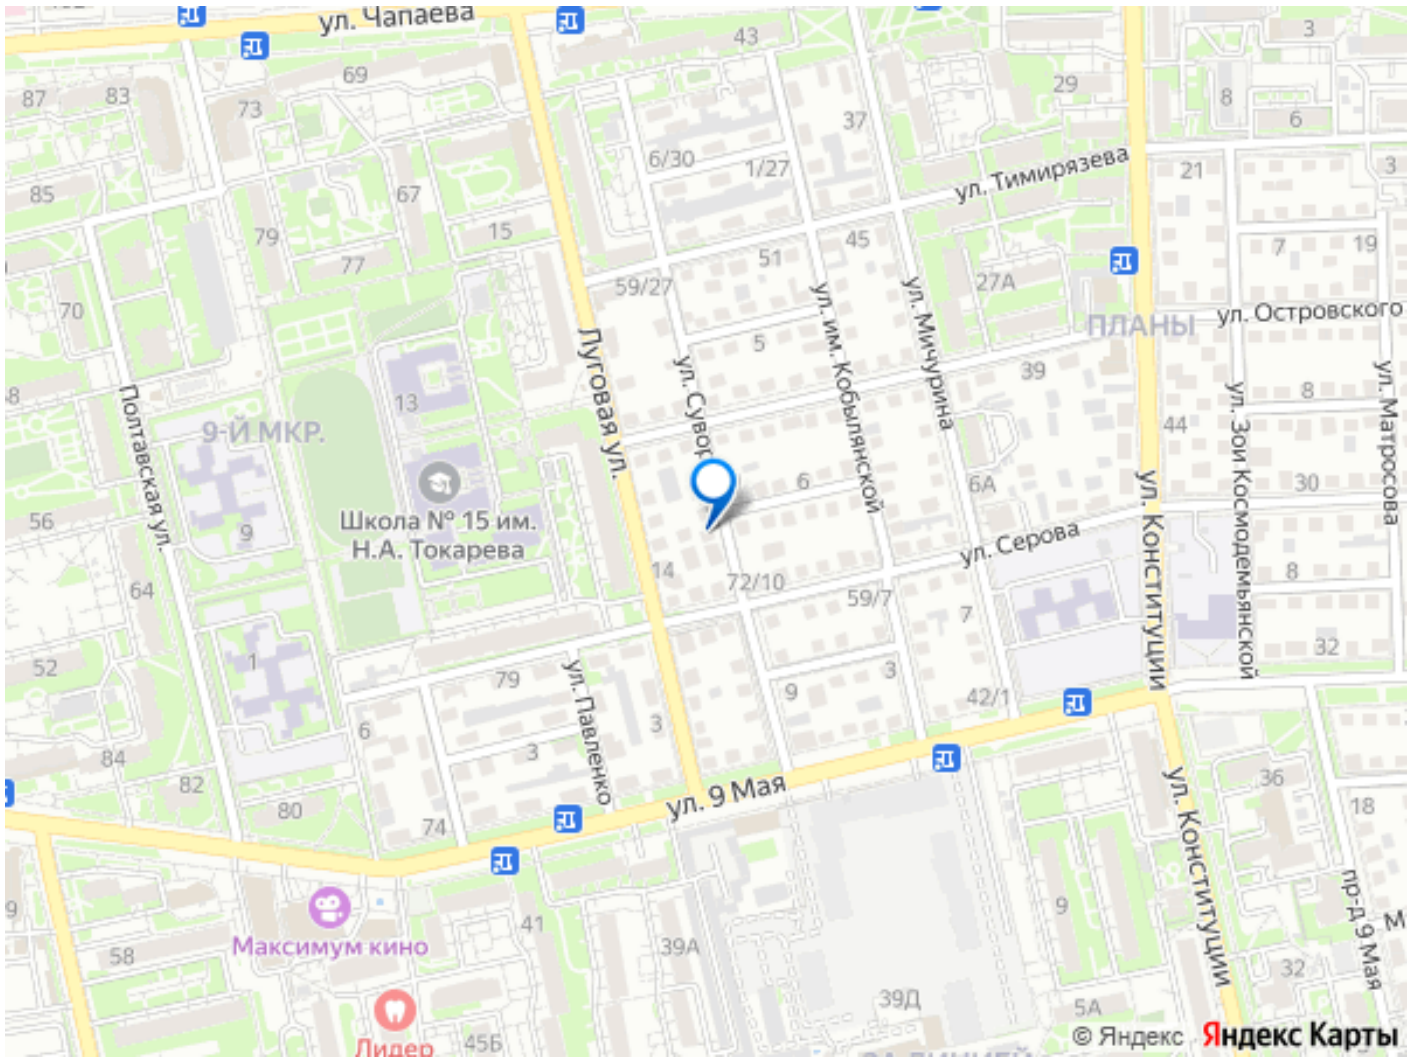 ул. Чапаева
43
3
69
87
83
73
29
8
6
37
6/30
1/27
ул. Тимирязева
21
3
85
67
79
15
77
51
45
7
19
59/27
27А
70
ул. Островского
ПЛАНЫ
5
Луговая ул.
ул. им. Кобылянской
ул. Мичурина
39
8
ул. Матросова
Полтавская ул.
13
9-Й МКР.
44
ул. Зои Космодемьянской
6
6А
30
56
9
Школа № 15 им.
Н.А. Токарева
ул. Серова
ул. Конституции
64
14
72/10
59/7
7
8
52
1
79
ул. Павленко
3
9
3
42/1
32
6
3
84
82
80
74
ул. 9 Мая
36
18
ул. Конституции
пр-д 9 Мая
Максимум кино
58
41
39А
9
32
39Д
5А
45Б
Лидер
© Яндекс Яндекс Карты